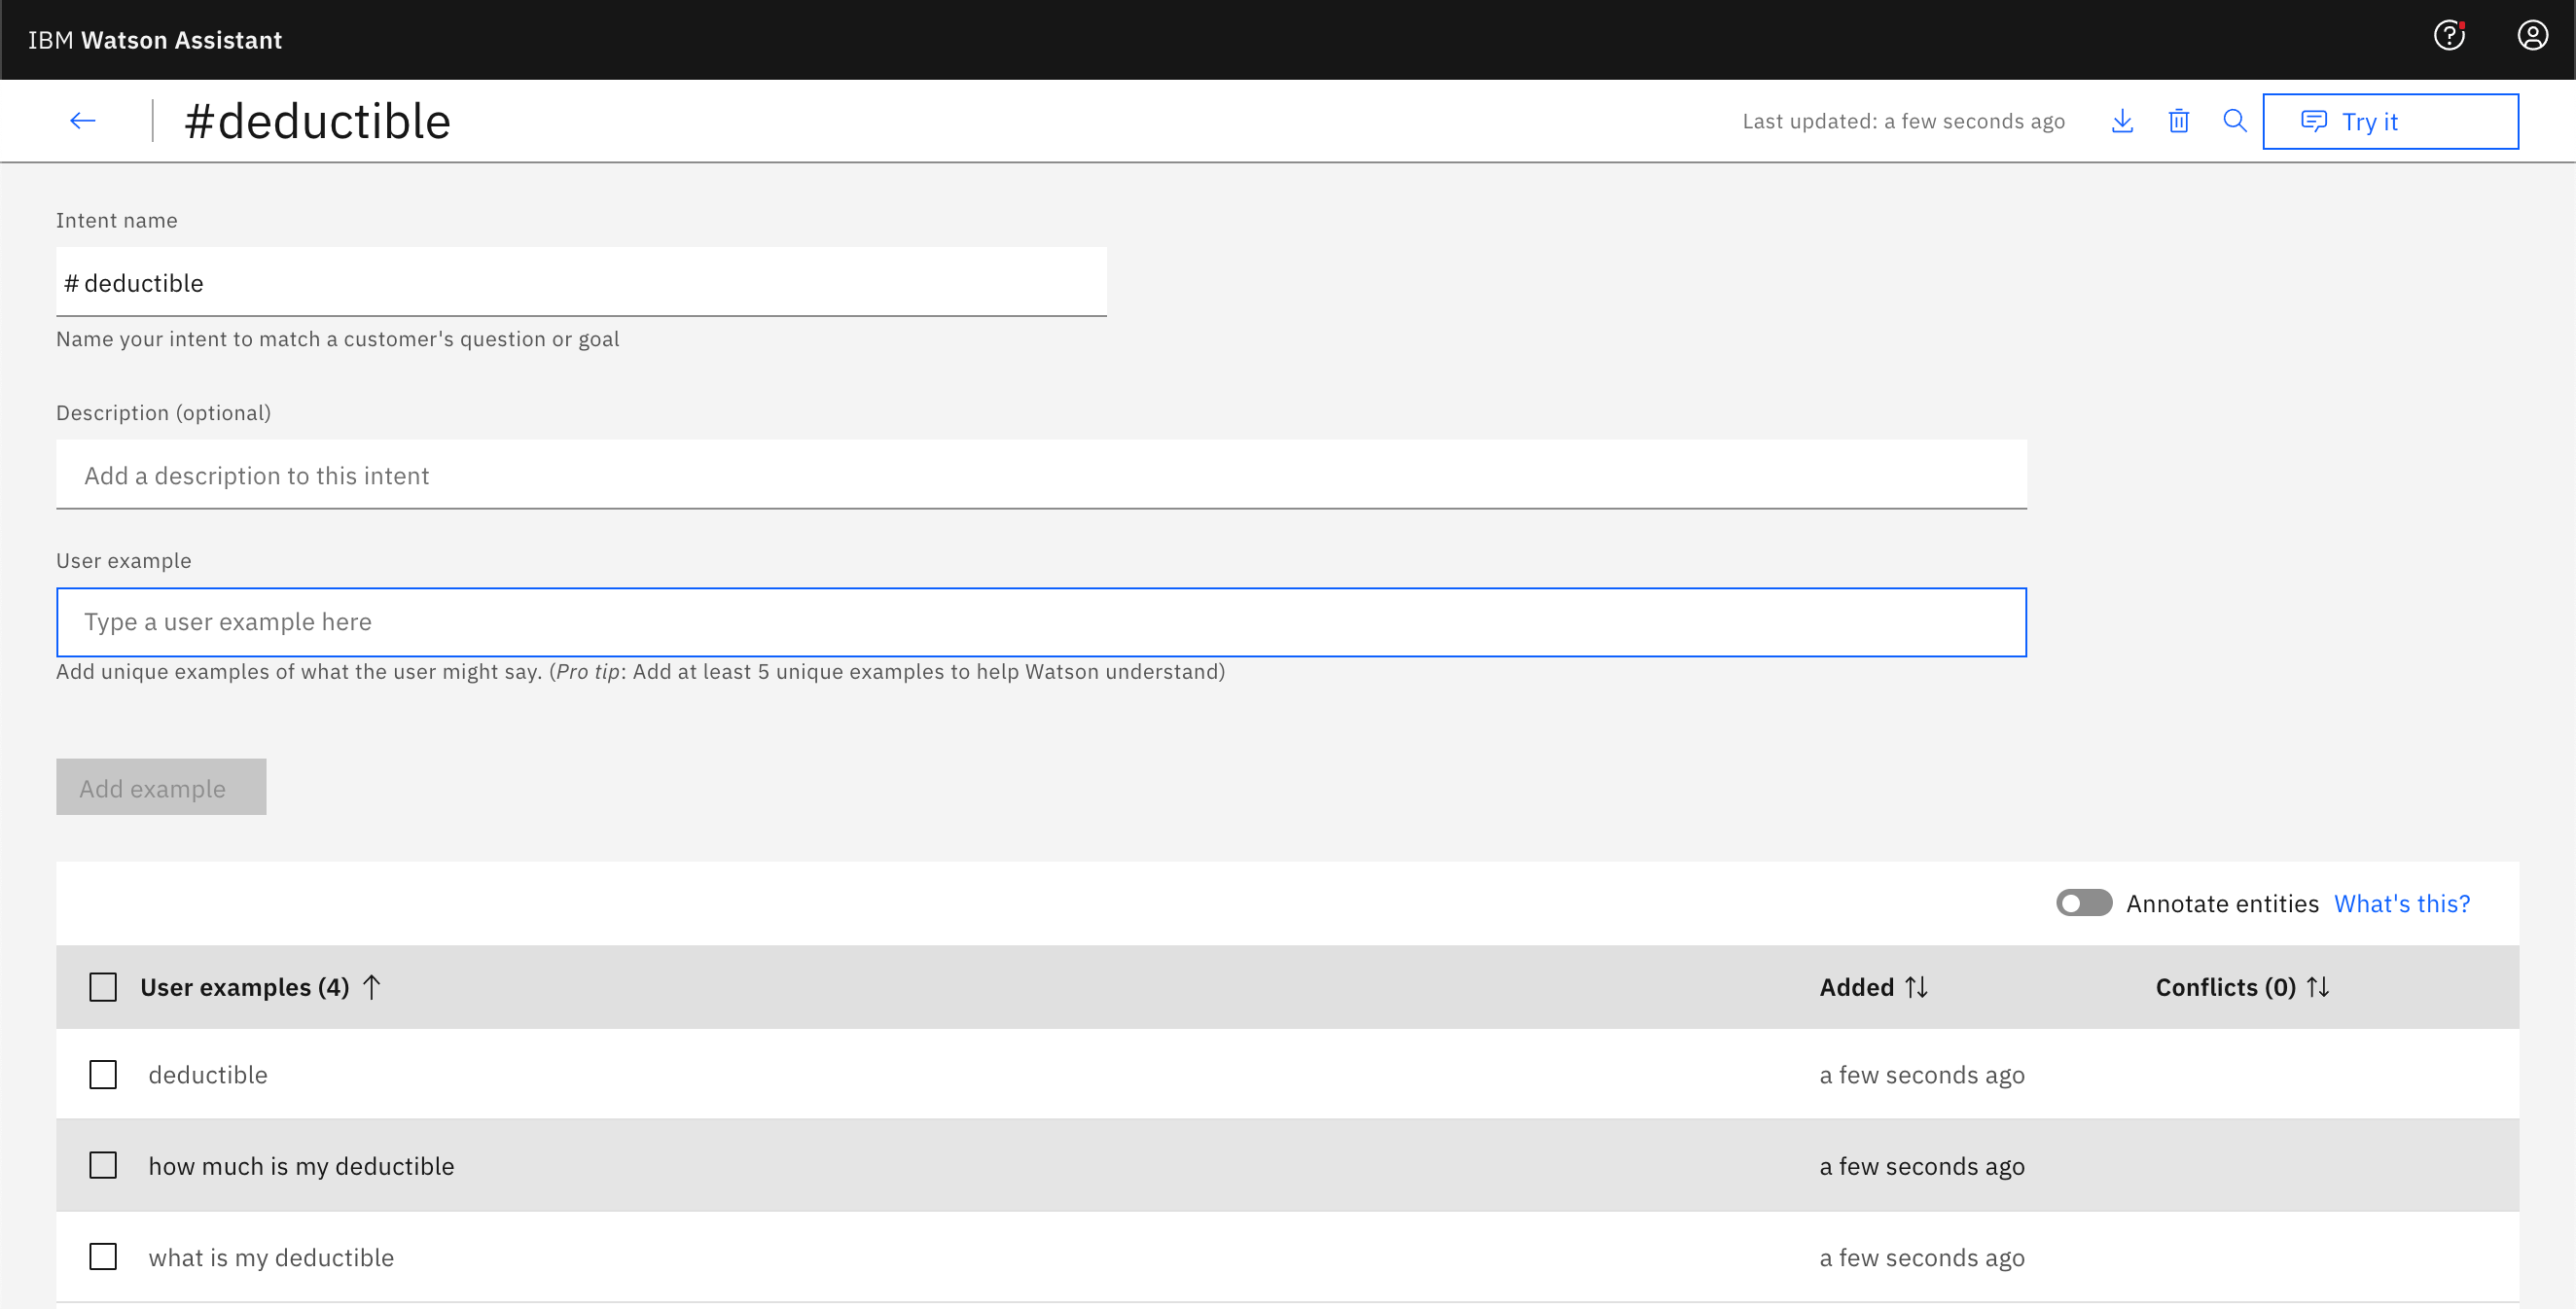 IBM Watson Assistant
#deductible
Last updated: a few seconds ago
Try it
Intent name
# deductible
Name your intent to match a customer's question or goal
Description (optional)
Add a description to this intent
User example
Type a user example here
Add unique examples of what the user might say. (Pro tip: Add at least 5 unique examples to help Watson understand)
Add example
Annotate entities What's this?
User examples (4) ↑ Added ↑↓ Conflicts (0) ↑↓
deductible a few seconds ago
how much is my deductible a few seconds ago
what is my deductible a few seconds ago